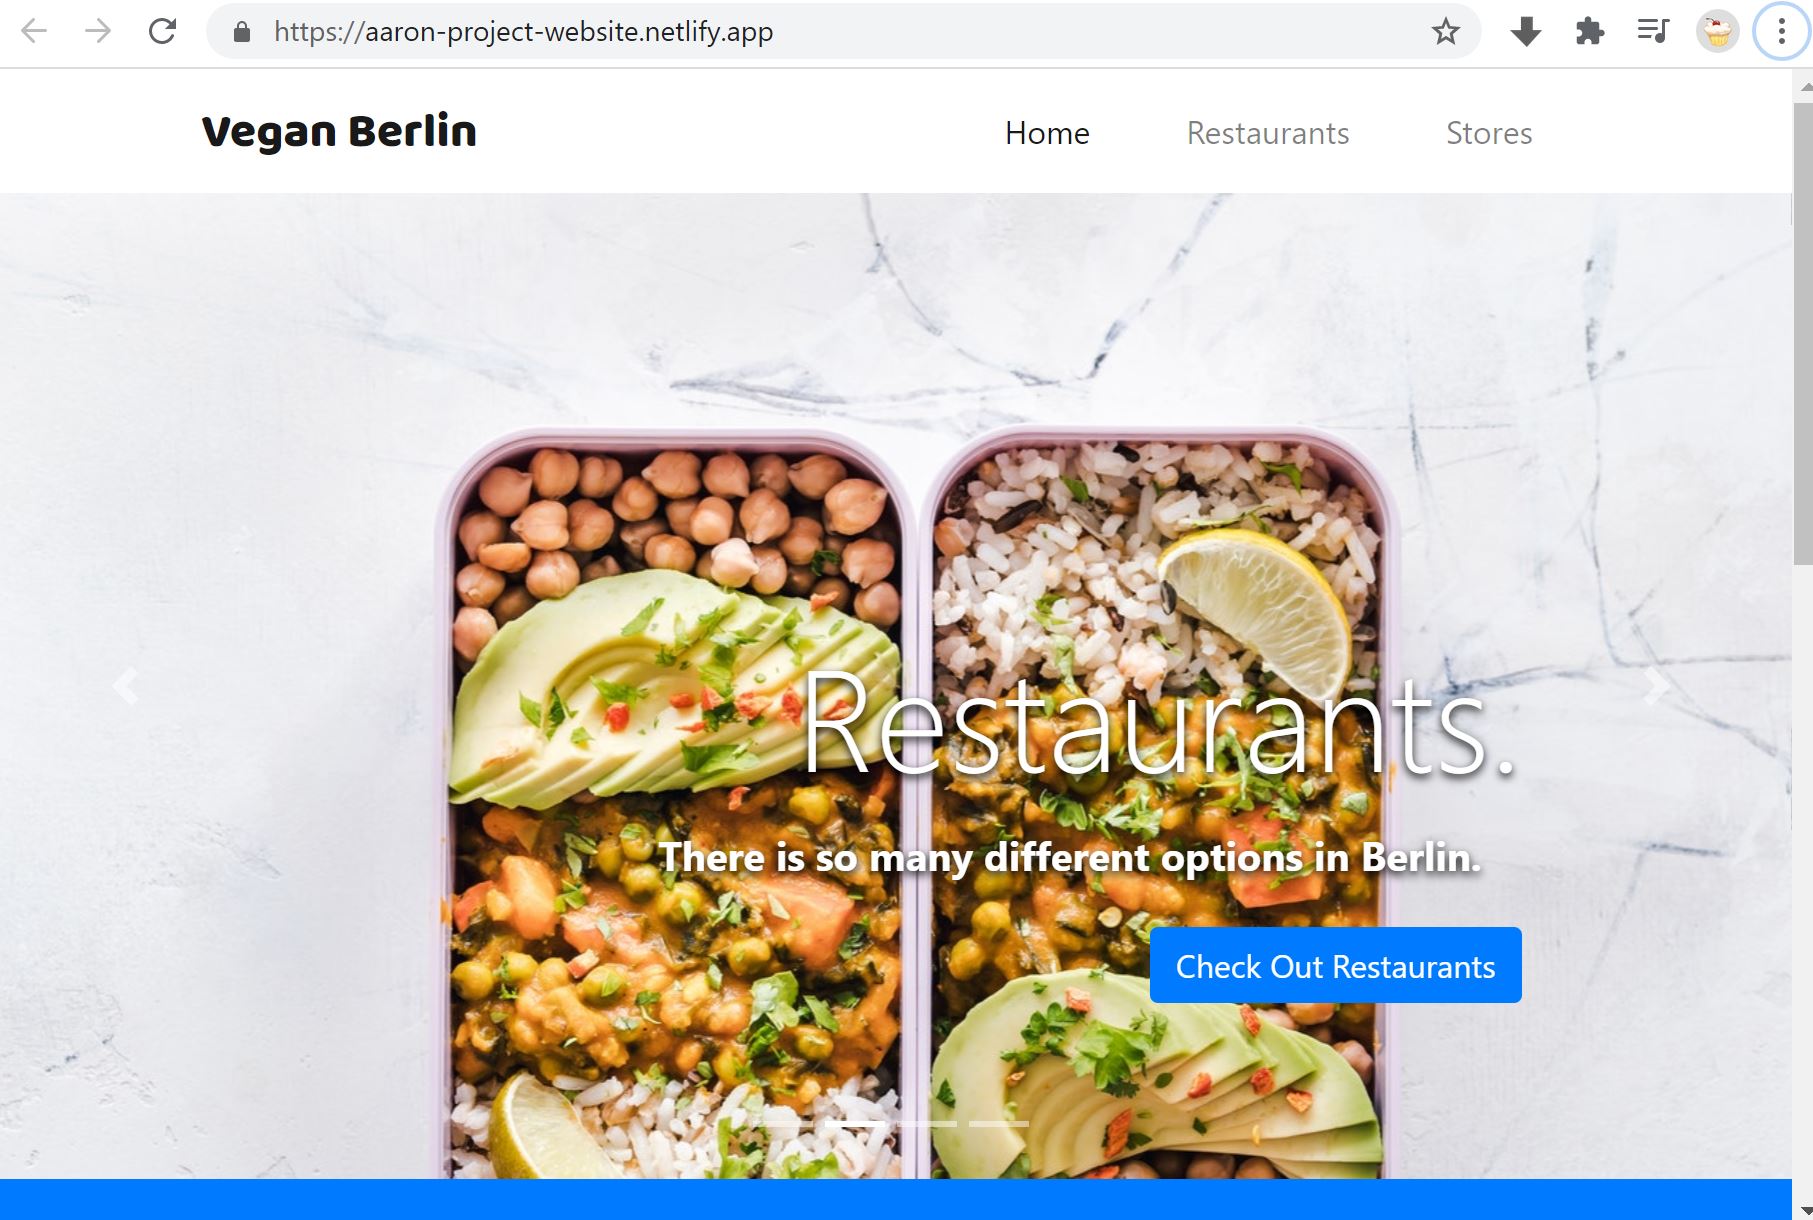 https://aaron-project-website.netlify.app
Vegan Berlin
Home
Restaurants
Stores
Restaurants.
There is so many different options in Berlin.
Check Out Restaurants